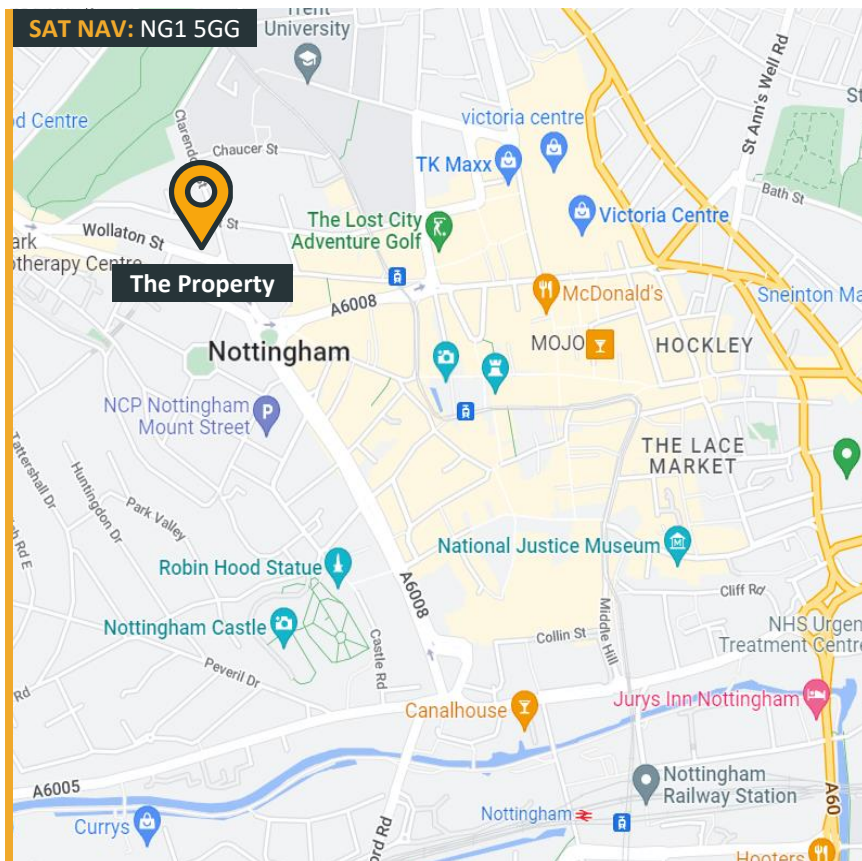 SAT NAV: NG1 5GG
Trent
University
St Ann's Well Rd
St
d Centre
Clarendon St
victoria centre
Chaucer St
TK Maxx
Bath St
The Lost City
Adventure Golf
Victoria Centre
St
Wollaton St
ark
otherapy Centre
The Property
A6008
McDonald's
Sneinton Ma
MOJO
HOCKLEY
Nottingham
NCP Nottingham
Mount Street
P
THE LACE
MARKET
Tattershall Dr
Huntingdon Dr
Park Valley
National Justice Museum
Robin Hood Statue
A6008
Cliff Rd
Middle Hill
Nottingham Castle
Collin St
NHS Urgen
Treatment Centre
Castle Rd
Peveril Dr
Rd E
Rd
Jurys Inn Nottingham
Canalhouse
A6005
Nottingham
Railway Station
A60
Nottingham
Currys
ord Rd
Hooters